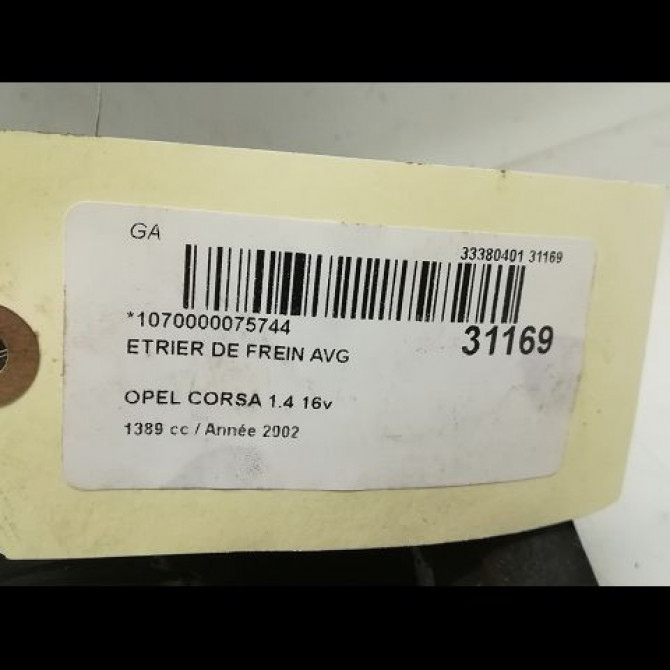 GA
33380401 31169
*1070000075744
31169
ETRIER DE FREIN AVG
OPEL CORSA 1.4 16v
1389 cc / Année 2002